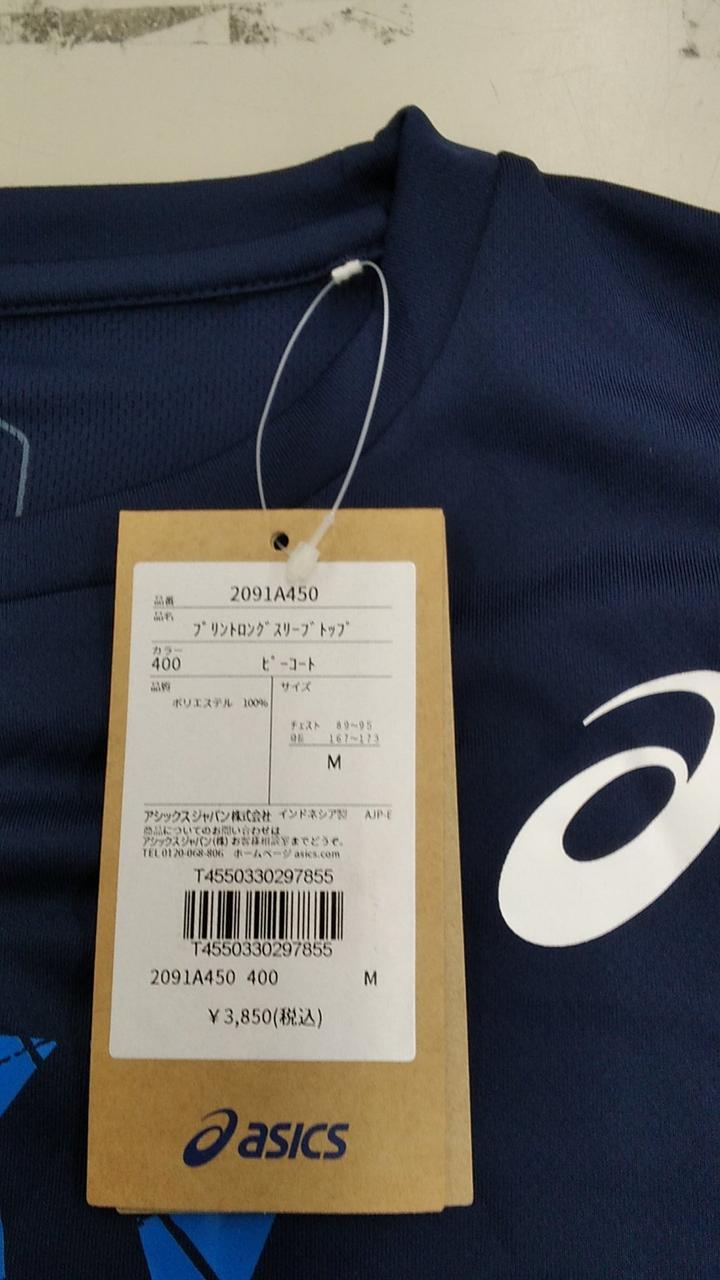 品番 2091A450
品名 ﾌﾟﾘﾝﾄﾛﾝｸﾞｽﾘｰﾌﾞﾄｯﾌﾟ
カラー
400 ﾋﾟｰｺｰﾄ
品質 サイズ
ポリエステル 100%
チェスト 89~95
身長 167~173
M
アシックスジャパン株式会社 インドネシア製 AJP-E
商品についてのお問い合わせは
アシックスジャパン(株)お客様相談室までどうぞ。
TEL0120-068-806 ホームページ asics.com
T4550330297855
T4550330297855
2091A450 400 M
¥3,850(税込)
asics